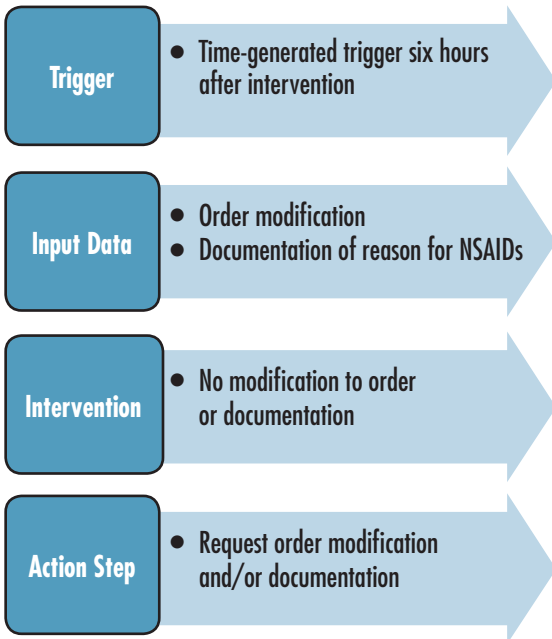 Trigger
• Time-generated trigger six hours
after intervention
Input Data
• Order modification
• Documentation of reason for NSAIDs
Intervention
• No modification to order
or documentation
Action Step
• Request order modification
and/or documentation